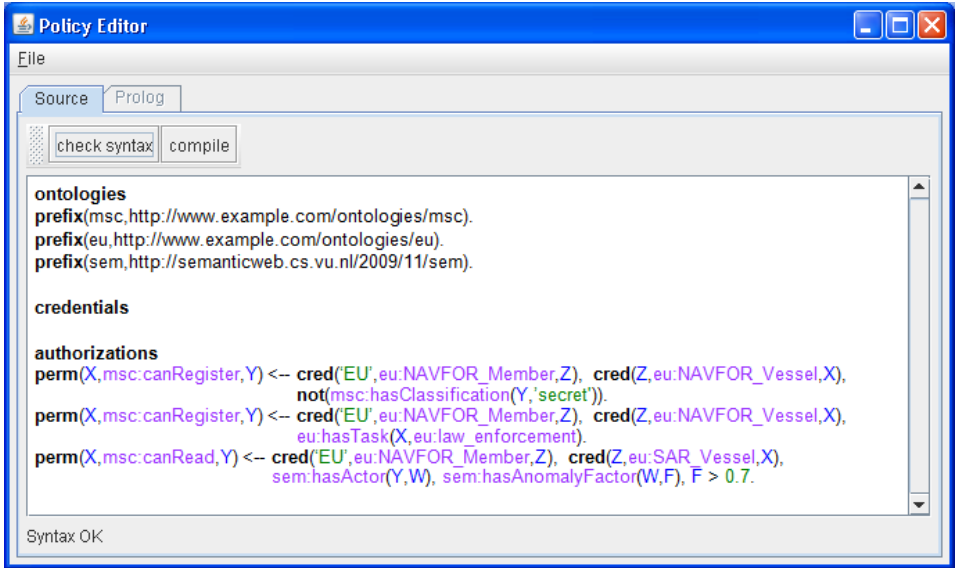 Policy Editor
File
Source Prolog
check syntax compile
ontologies
prefix(msc,http://www.example.com/ontologies/msc).
prefix(eu,http://www.example.com/ontologies/eu).
prefix(sem,http://semanticweb.cs.vu.nl/2009/11/sem).
credentials
authorizations
perm(X,msc:canRegister,Y) <-- cred('EU',eu:NAVFOR_Member,Z), cred(Z,eu:NAVFOR_Vessel,X),
not(msc:hasClassification(Y,'secret')).
perm(X,msc:canRegister,Y) <-- cred('EU',eu:NAVFOR_Member,Z), cred(Z,eu:NAVFOR_Vessel,X),
eu:hasTask(X,eu:law_enforcement).
perm(X,msc:canRead,Y) <-- cred('EU',eu:NAVFOR_Member,Z), cred(Z,eu:SAR_Vessel,X),
sem:hasActor(Y,W), sem:hasAnomalyFactor(W,F), F > 0.7.
Syntax OK